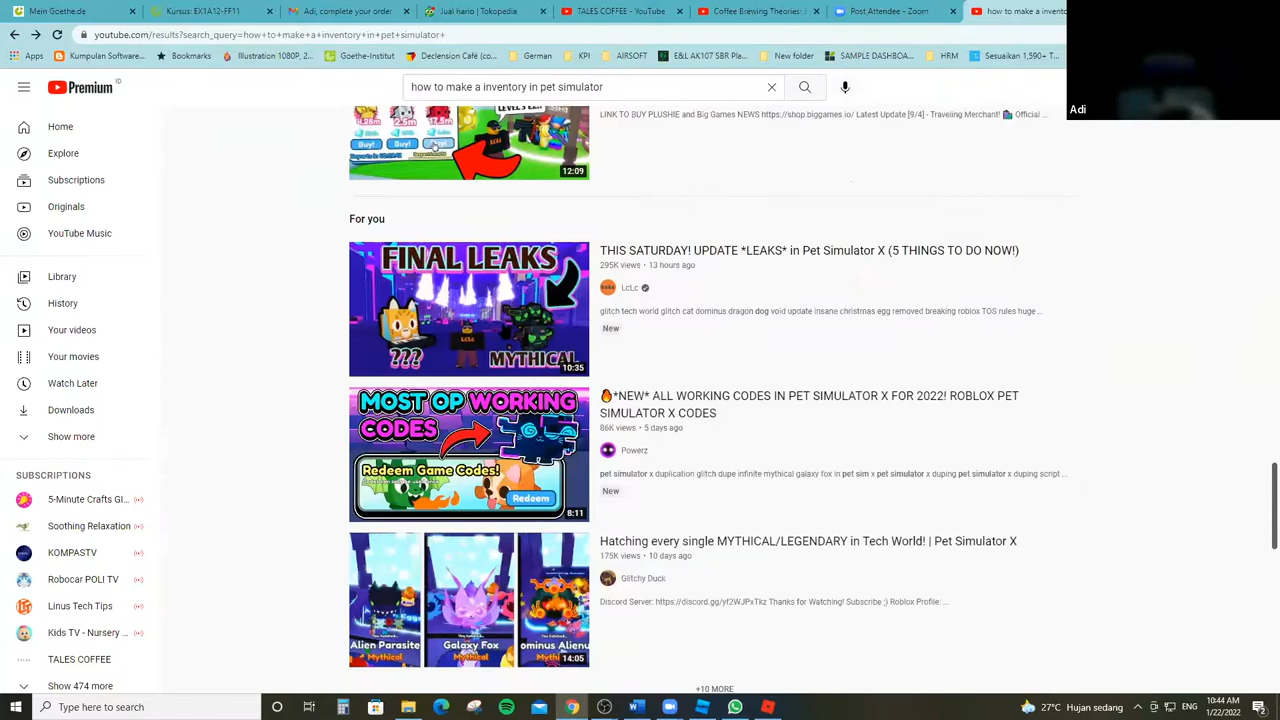 Mein Goethe.de
Kursus: EX1A12-FF11
Adi, complete your order
Jual Vario | Tokopedia
TALES COFFEE - YouTube
Coffee Brewing Theories:
Zoom
Post Attendee - Zoom
how to make a invento
youtube.com/results?search_query=how+to+make+a+inventory+in+pet+simulator+
Apps
Kumpulan Software...
Bookmarks
Illustration 1080P, 2...
Goethe-Institut
Declension Café (co...
German
KPI
AIRSOFT
E&L AK107 SBR Pla...
New folder
SAMPLE DASHBOA...
HRM
Sesuaikan 1,590+ T...
Adi
Premium
ID
how to make a inventory in pet simulator
Home
Explore
Subscriptions
Originals
YouTube Music
Library
History
Your videos
Your movies
Watch Later
Downloads
Show more
SUBSCRIPTIONS
5-Minute Crafts GI...
Soothing Relaxation
KOMPASTV
Robocar POLI TV
Linus Tech Tips
Kids TV - Nursery ...
TALES COFFEE
Show 474 more
Buy!
Buy!
12:09
LINK TO BUY PLUSHIE and Big Games NEWS https://shop.biggames.io/ Latest Update [9/4] - Traveling Merchant! 🛍️ Official ...
For you
FINAL LEAKS
???
MYTHICAL
10:35
THIS SATURDAY! UPDATE *LEAKS* in Pet Simulator X (5 THINGS TO DO NOW!)
295K views • 13 hours ago
LcLc
glitch tech world glitch cat dominus dragon dog void update insane christmas egg removed breaking roblox TOS rules huge ...
New
MOST OP WORKING
CODES
Redeem Game Codes!
Redeem
8:11
🔥*NEW* ALL WORKING CODES IN PET SIMULATOR X FOR 2022! ROBLOX PET
SIMULATOR X CODES
86K views • 5 days ago
Powerz
pet simulator x duplication glitch dupe infinite mythical galaxy fox in pet sim x pet simulator x duping pet simulator x duping script ...
New
Alien Parasite
Mythical
Galaxy Fox
Mythical
14:05
Hatching every single MYTHICAL/LEGENDARY in Tech World! | Pet Simulator X
175K views • 10 days ago
Glitchy Duck
Discord Server: https://discord.gg/yf2WJPxTkz Thanks for Watching! Subscribe ;) Roblox Profile: ...
+10 MORE
Type here to search
27°C Hujan sedang
10:44 AM
1/22/2022